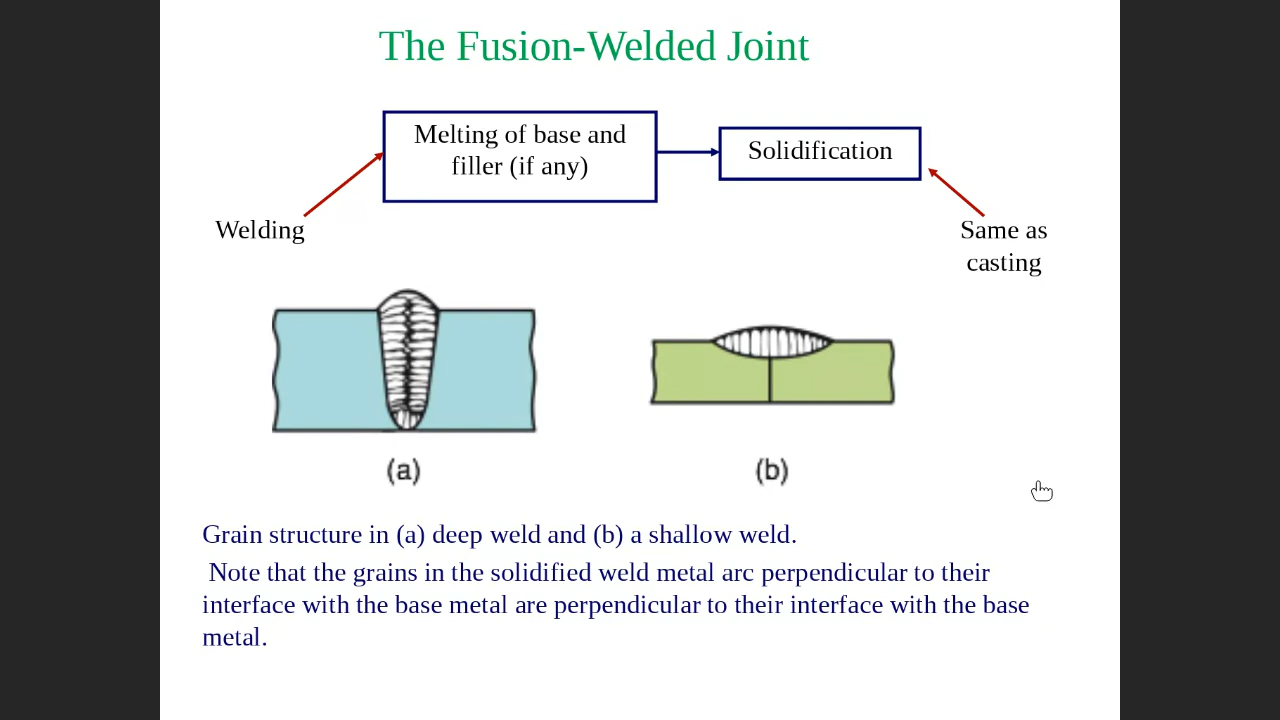 The Fusion-Welded Joint
Melting of base and
filler (if any)
Solidification
Welding
Same as
casting
(a)
(b)
Grain structure in (a) deep weld and (b) a shallow weld.
Note that the grains in the solidified weld metal arc perpendicular to their
interface with the base metal are perpendicular to their interface with the base
metal.